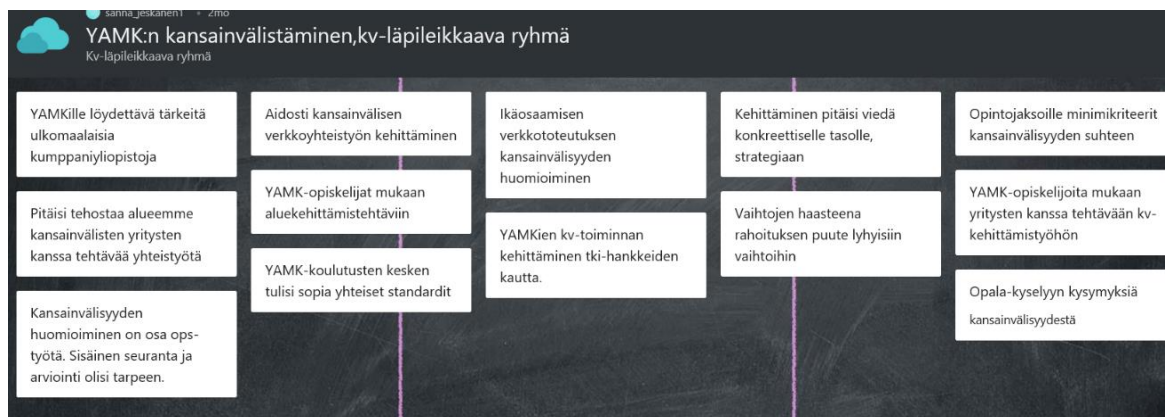 sanna_jeskanen1 • 2mo
YAMK:n kansainvälistäminen,kv-läpileikkaava ryhmä
Kv-läpileikkaava ryhmä
YAMKille löydettävä tärkeitä
ulkomaalaisia
kumppaniyliopistoja
Pitäisi tehostaa alueemme
kansainvälisten yritysten
kanssa tehtävää yhteistyötä
Kansainvälisyyden
huomioiminen on osa ops-
työtä. Sisäinen seuranta ja
arviointi olisi tarpeen.
Aidosti kansainvälisen
verkkoyhteistyön kehittäminen
YAMK-opiskelijat mukaan
aluekehittämistehtäviin
YAMK-koulutusten kesken
tulisi sopia yhteiset standardit
Ikäosaamisen
verkkototeutuksen
kansainvälisyyden
huomioiminen
YAMKien kv-toiminnan
kehittäminen tki-hankkeiden
kautta.
Kehittäminen pitäisi viedä
konkreettiselle tasolle,
strategiaan
Vaihtojen haasteena
rahoituksen puute lyhyisiin
vaihtoihin
Opintojaksoille minimikriteerit
kansainvälisyyden suhteen
YAMK-opiskelijoita mukaan
yritysten kanssa tehtävään kv-
kehittämistyöhön
Opala-kyselyyn kysymyksiä
kansainvälisyydestä